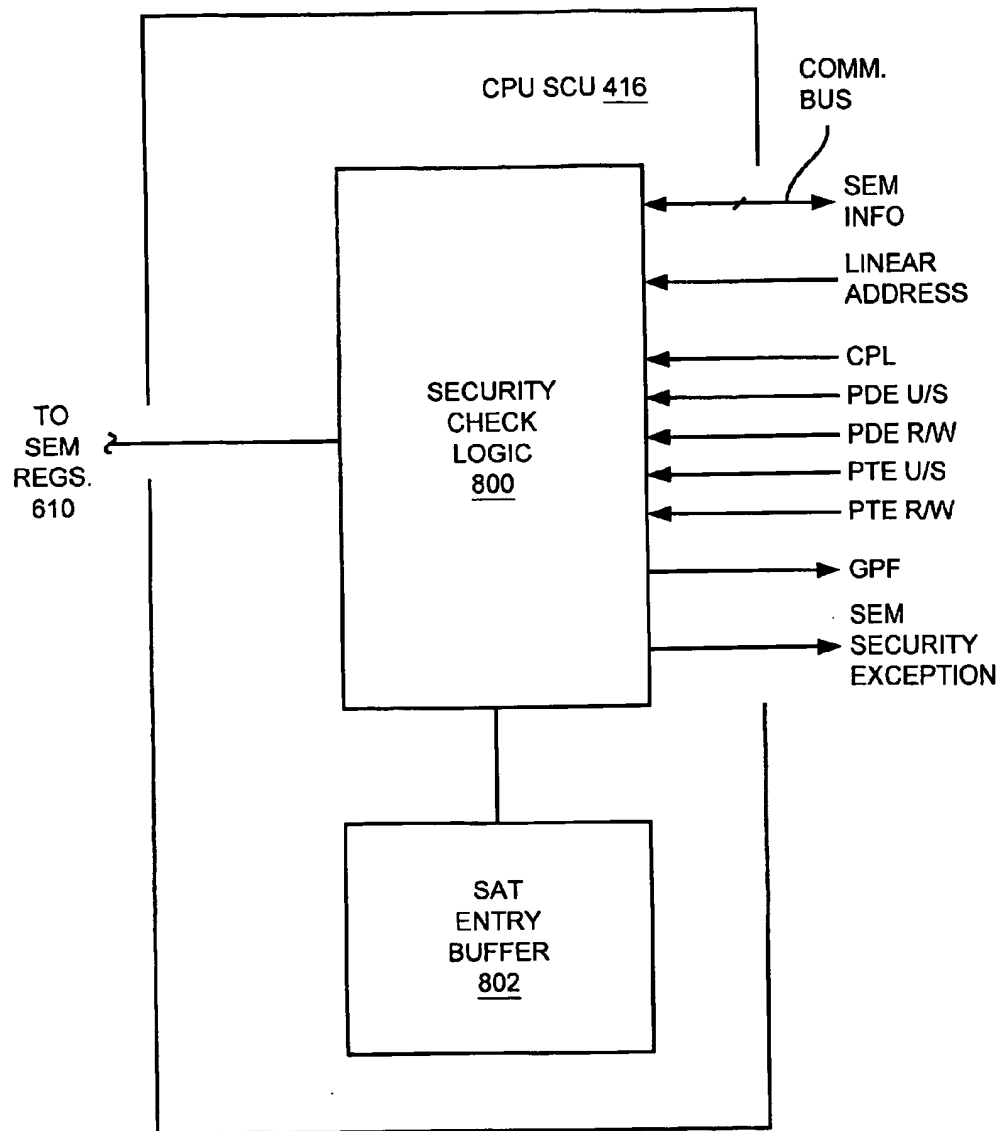 CPU SCU 416
COMM.
BUS
SEM
INFO
LINEAR
ADDRESS
CPL
PDE U/S
PDE R/W
PTE U/S
PTE R/W
GPF
SEM
SECURITY
EXCEPTION
TO
SEM
REGS.
610
SECURITY
CHECK
LOGIC
800
SAT
ENTRY
BUFFER
802